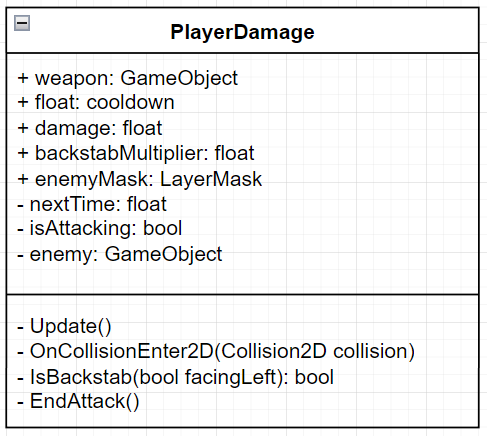 PlayerDamage
+ weapon: GameObject
+ float: cooldown
+ damage: float
+ backstabMultiplier: float
+ enemyMask: LayerMask
- nextTime: float
- isAttacking: bool
- enemy: GameObject
- Update()
- OnCollisionEnter2D(Collision2D collision)
- IsBackstab(bool facingLeft): bool
- EndAttack()